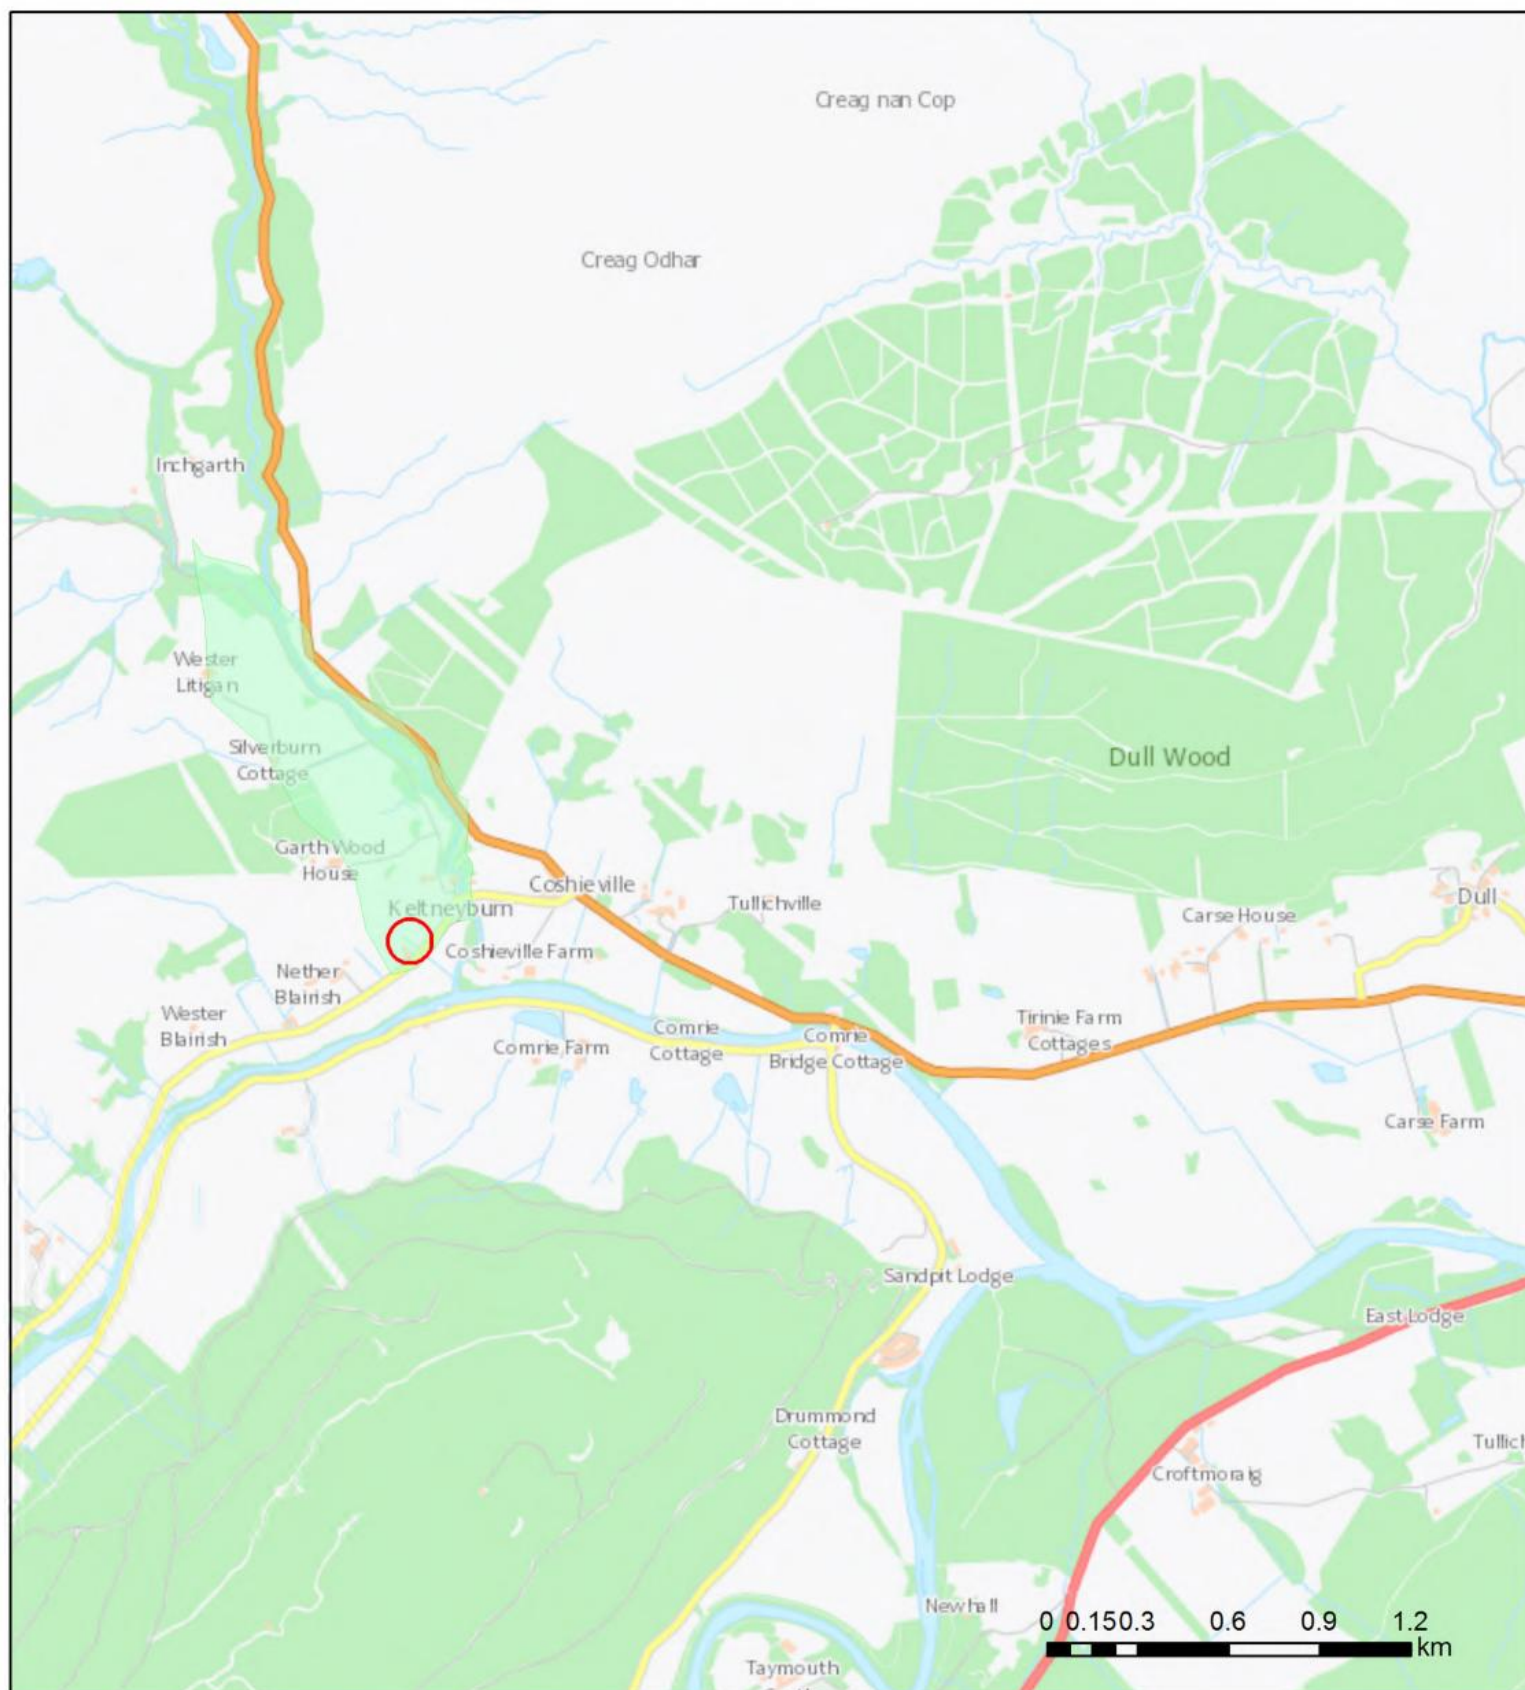 Creag nan Cop
Creag Odhar
Inchgarth
Wester
Litigan
Silverburn
Cottage
Dull Wood
Garth Wood
House
Coshieville
Keltneyburn
Tullichville
Dull
Carse House
Coshieville Farm
Nether
Blairish
Wester
Blairish
Comrie Farm
Comrie
Cottage
Comrie
Bridge Cottage
Tirinie Farm
Cottages
Carse Farm
Sandpit Lodge
East Lodge
Drummond
Cottage
Tullich
Croftmoraig
Newhall
Taymouth
0 0.15 0.3 0.6 0.9 1.2
km